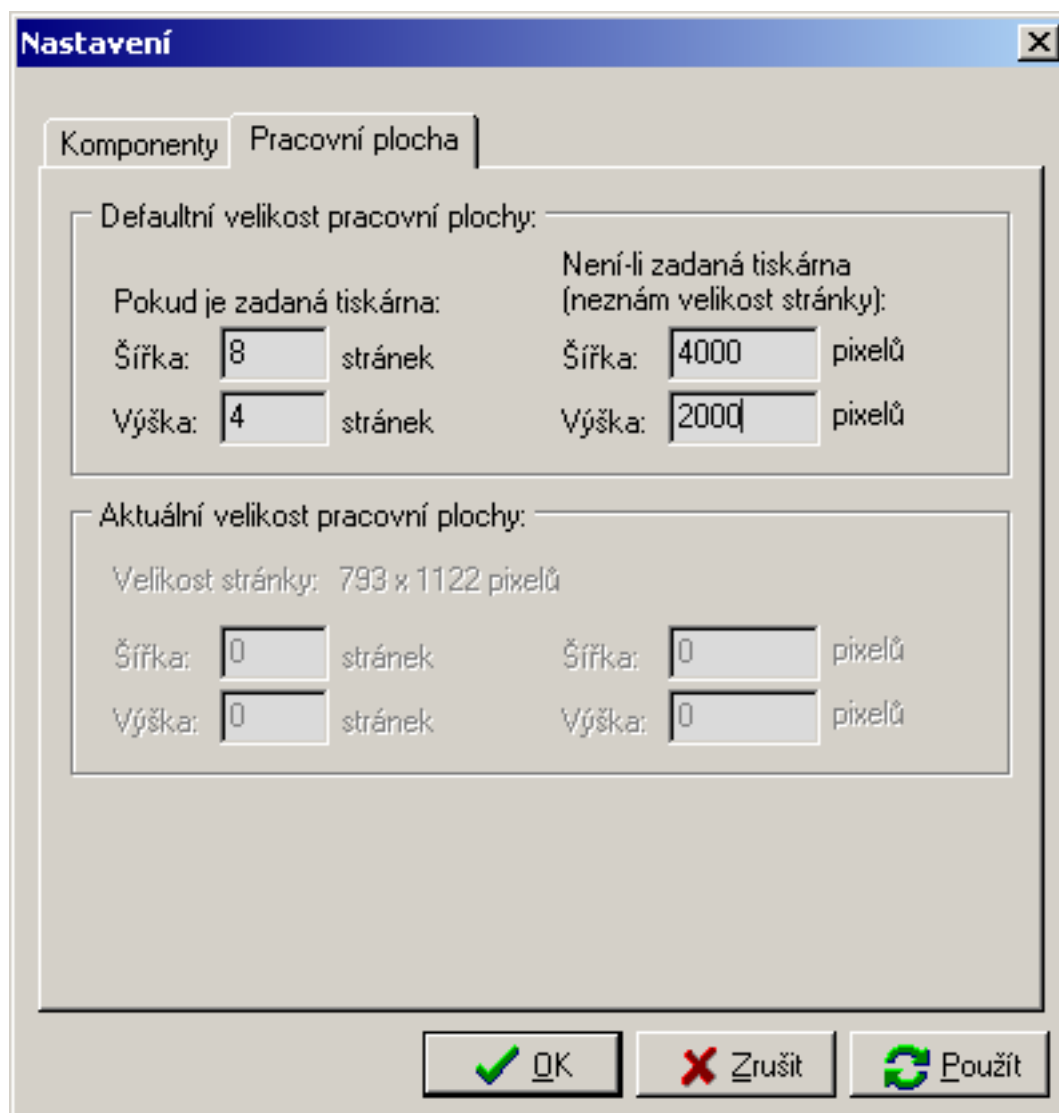 Nastavení
Komponenty Pracovní plocha
Defaultní velikost pracovní plochy:
Pokud je zadaná tiskárna:
Šířka: 8 stránek
Výška: 4 stránek
Není-li zadaná tiskárna
(neznám velikost stránky):
Šířka: 4000 pixelů
Výška: 2000 pixelů
Aktuální velikost pracovní plochy:
Velikost stránky: 793 x 1122 pixelů
Šířka: 0 stránek
Výška: 0 stránek
Šířka: 0 pixelů
Výška: 0 pixelů
OK Zrušit Použít